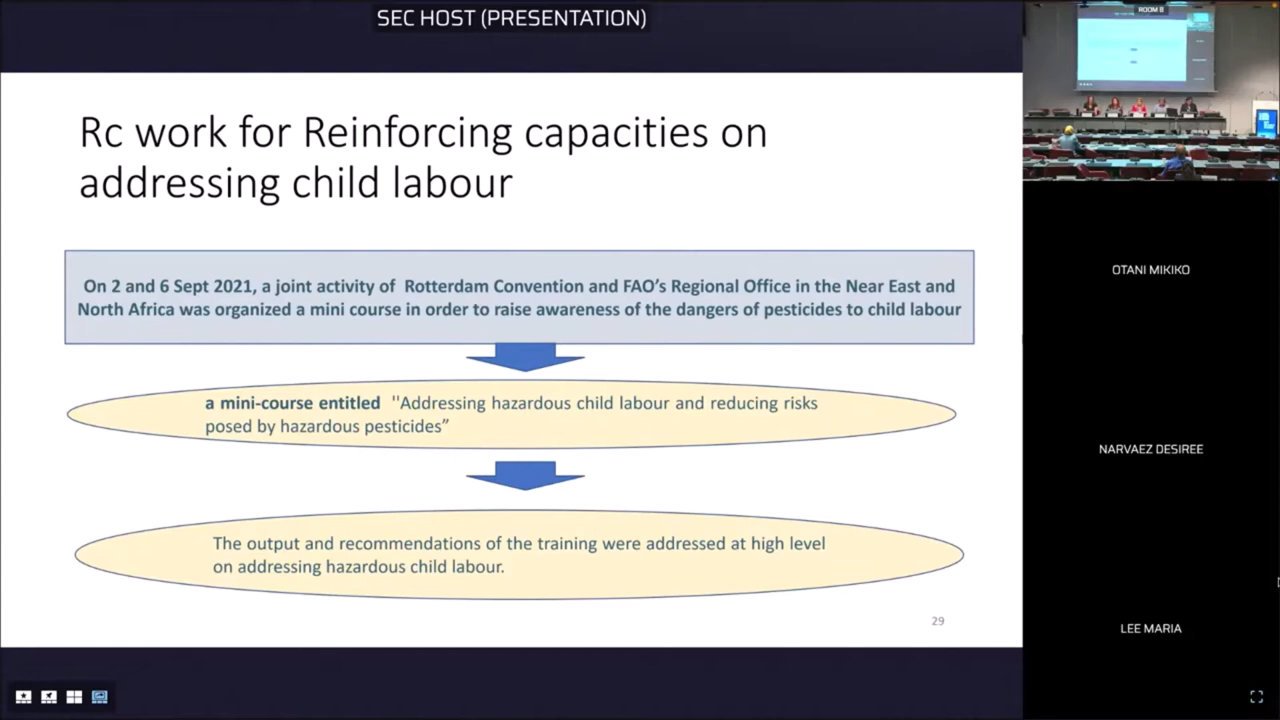 SEC HOST (PRESENTATION)
ROOM B
Rc work for Reinforcing capacities on
addressing child labour
On 2 and 6 Sept 2021, a joint activity of  Rotterdam Convention and FAO’s Regional Office in the Near East and
North Africa was organized a mini course in order to raise awareness of the dangers of pesticides to child labour
a mini-course entitled  "Addressing hazardous child labour and reducing risks
posed by hazardous pesticides”
The output and recommendations of the training were addressed at high level
on addressing hazardous child labour.
29
OTANI MIKIKO
NARVAEZ DESIREE
LEE MARIA